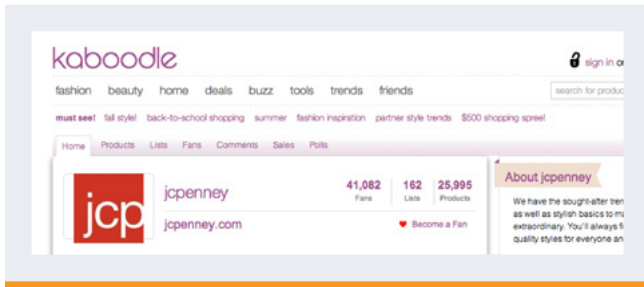 kaboodle
sign in
fashion beauty home deals buzz tools trends friends
search for produc
must see! fall style! back-to-school shopping summer fashion inspiration partner style trends $500 shopping spree!
Home Products Lists Fans Comments Sales Polls
jcp
jcpenney
41,082 162 25,995
Fans Lists Products
jcpenney.com
Become a Fan
About jcpenney
We have the sought-after tren
as well as stylish basics to ma
extraordinary. You'll always fi
quality styles for everyone an